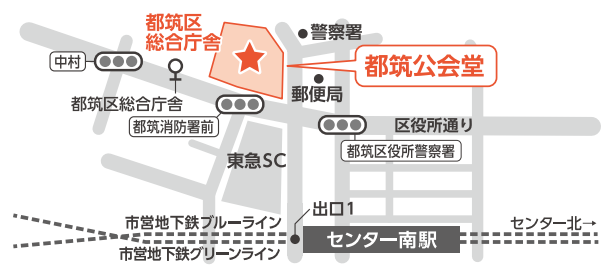 都筑区
総合庁舎
警察署
中村
都筑公会堂
郵便局
都筑区総合庁舎
都筑消防署前
区役所通り
都筑区役所警察署
東急SC
出口1
市営地下鉄ブルーライン
センター北→
センター南駅
市営地下鉄グリーンライン